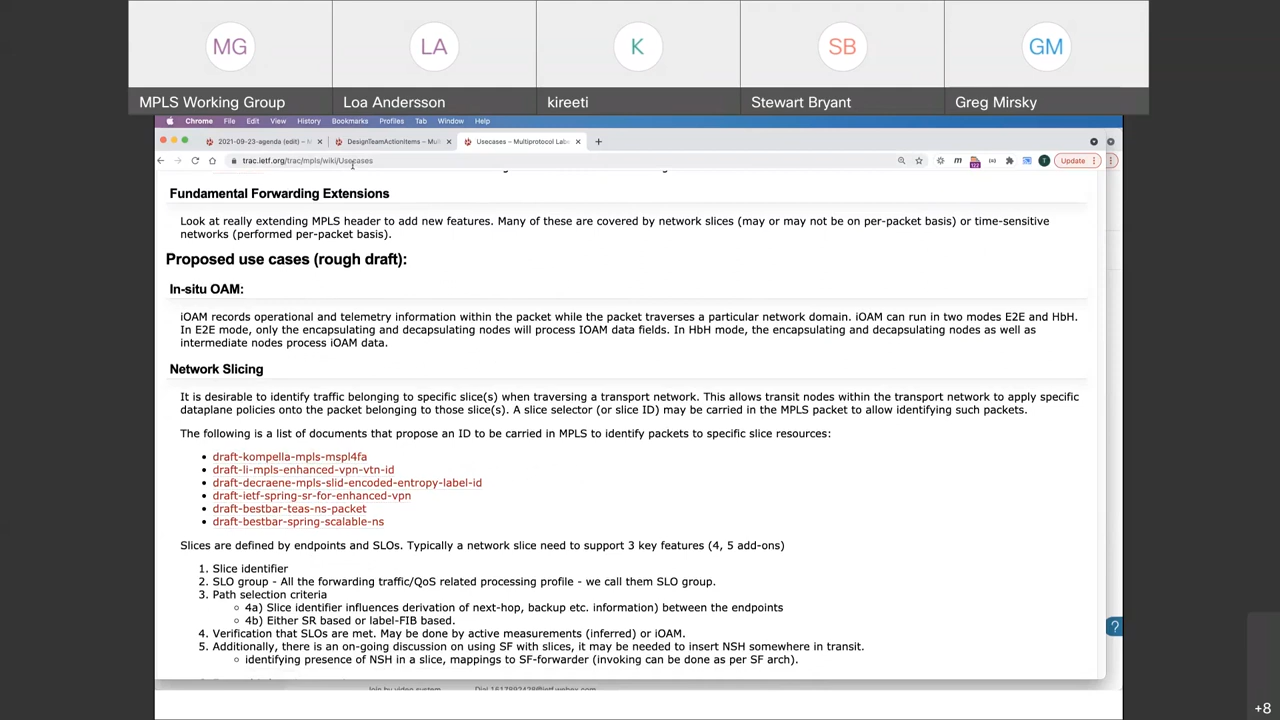 MG
LA
K
SB
GM
MPLS Working Group
Loa Andersson
kireeti
Stewart Bryant
Greg Mirsky
Chrome File Edit View History Bookmarks Profiles Tab Window Help
2021-09-23-agenda (edit) – M
DesignTeamActionItems – Mult
Usecases – Multiprotocol Labe
trac.ietf.org/trac/mpls/wiki/Usecases
Update
Fundamental Forwarding Extensions
Look at really extending MPLS header to add new features. Many of these are covered by network slices (may or may not be on per-packet basis) or time-sensitive
networks (performed per-packet basis).
Proposed use cases (rough draft):
In-situ OAM:
iOAM records operational and telemetry information within the packet while the packet traverses a particular network domain. iOAM can run in two modes E2E and HbH.
In E2E mode, only the encapsulating and decapsulating nodes will process IOAM data fields. In HbH mode, the encapsulating and decapsulating nodes as well as
intermediate nodes process iOAM data.
Network Slicing
It is desirable to identify traffic belonging to specific slice(s) when traversing a transport network. This allows transit nodes within the transport network to apply specific
dataplane policies onto the packet belonging to those slice(s). A slice selector (or slice ID) may be carried in the MPLS packet to allow identifying such packets.
The following is a list of documents that propose an ID to be carried in MPLS to identify packets to specific slice resources:
• draft-kompella-mpls-mspl4fa
• draft-li-mpls-enhanced-vpn-vtn-id
• draft-decraene-mpls-slid-encoded-entropy-label-id
• draft-ietf-spring-sr-for-enhanced-vpn
• draft-bestbar-teas-ns-packet
• draft-bestbar-spring-scalable-ns
Slices are defined by endpoints and SLOs. Typically a network slice need to support 3 key features (4, 5 add-ons)
1. Slice identifier
2. SLO group - All the forwarding traffic/QoS related processing profile - we call them SLO group.
3. Path selection criteria
4a) Slice identifier influences derivation of next-hop, backup etc. information) between the endpoints
4b) Either SR based or label-FIB based.
4. Verification that SLOs are met. May be done by active measurements (inferred) or iOAM.
5. Additionally, there is an on-going discussion on using SF with slices, it may be needed to insert NSH somewhere in transit.
identifying presence of NSH in a slice, mappings to SF-forwarder (invoking can be done as per SF arch).
?
+8